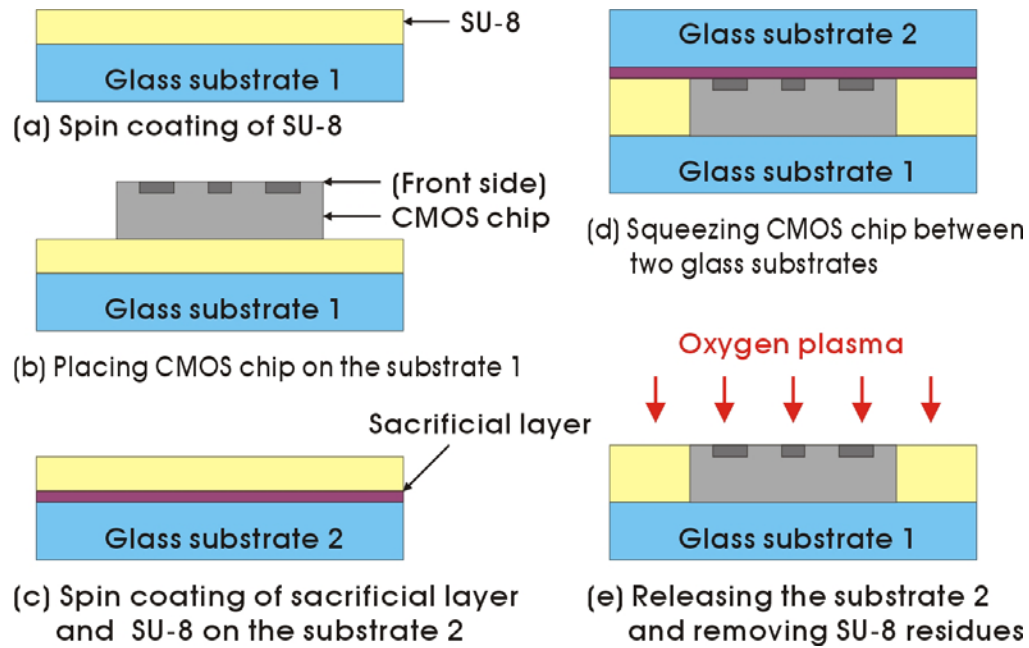 SU-8
Glass substrate 1
(a) Spin coating of SU-8
(Front side)
CMOS chip
Glass substrate 1
(b) Placing CMOS chip on the substrate 1
Sacrificial layer
Glass substrate 2
(c) Spin coating of sacrificial layer
and SU-8 on the substrate 2
Glass substrate 2
Glass substrate 1
(d) Squeezing CMOS chip between
two glass substrates
Oxygen plasma
Glass substrate 1
(e) Releasing the substrate 2
and removing SU-8 residues